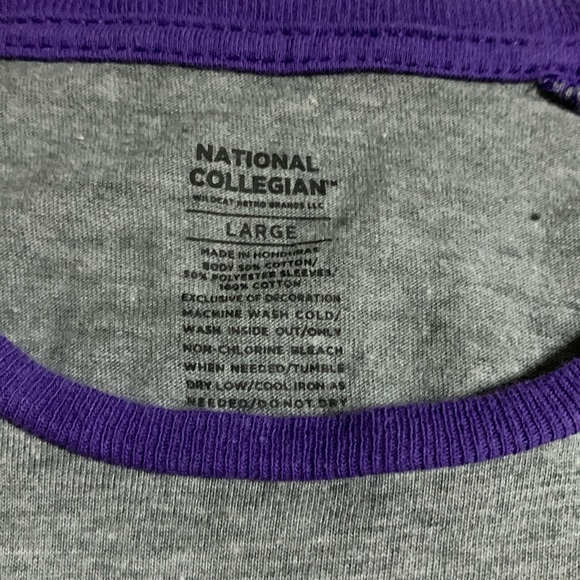 NATIONAL
COLLEGIAN™
WILDCAT RETRO BRANDS LLC
LARGE
MADE IN HONDURAS
BODY 50% COTTON/
50% POLYESTER SLEEVES,
100% COTTON
EXCLUSIVE OF DECORATION
MACHINE WASH COLD/
WASH INSIDE OUT/ONLY
NON-CHLORINE BLEACH
WHEN NEEDED/TUMBLE
DRY LOW/COOL IRON AS
NEEDED/DO NOT DRY